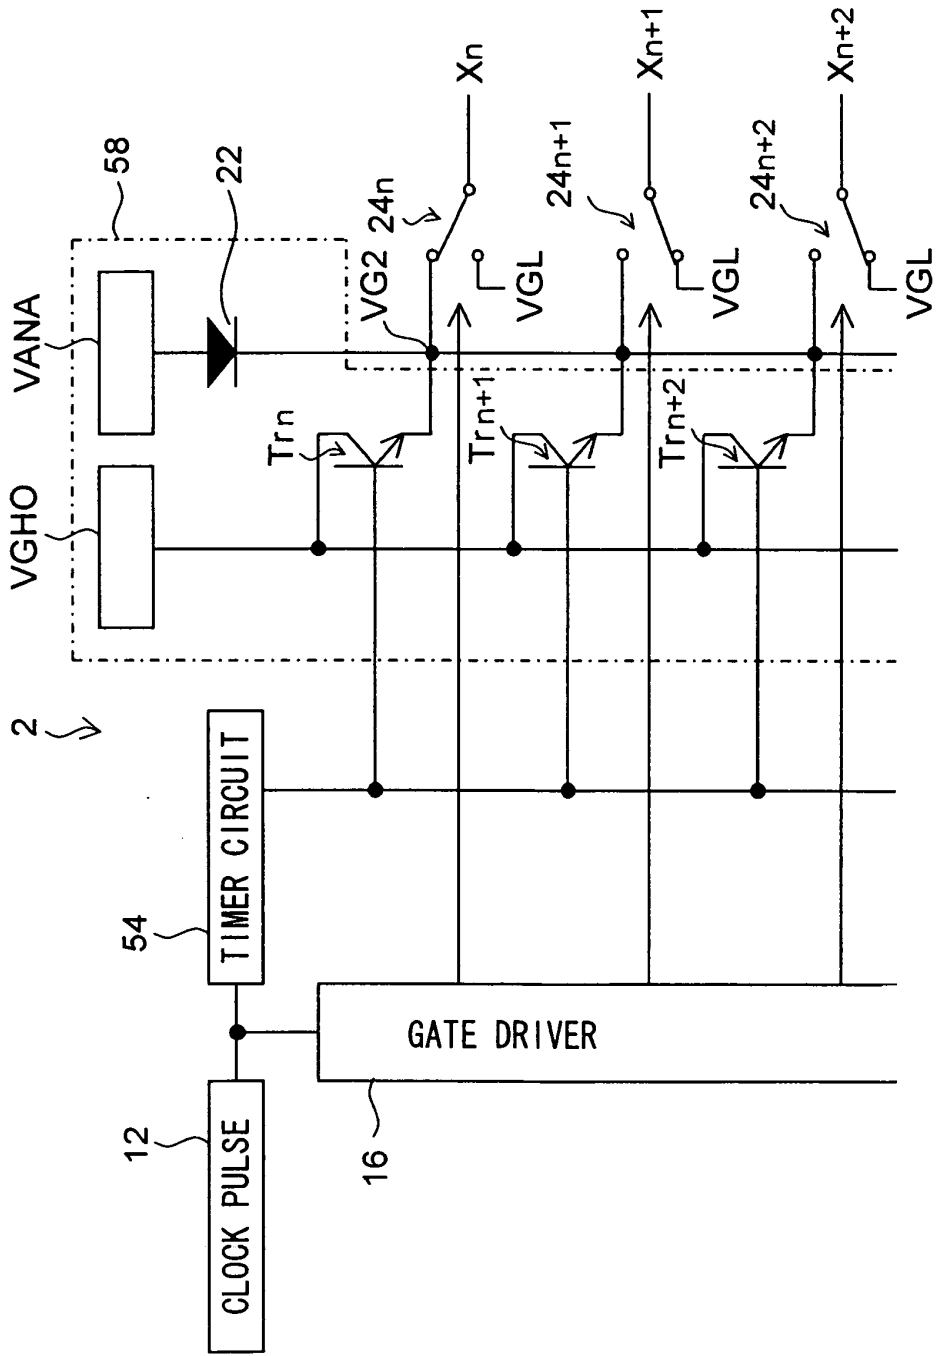 2
12
CLOCK PULSE
54
TIMER CIRCUIT
16
GATE DRIVER
VGHO
VANA
58
22
Trn
Trn+1
Trn+2
VG2
24n
24n+1
24n+2
VGL
VGL
VGL
Xn
Xn+1
Xn+2